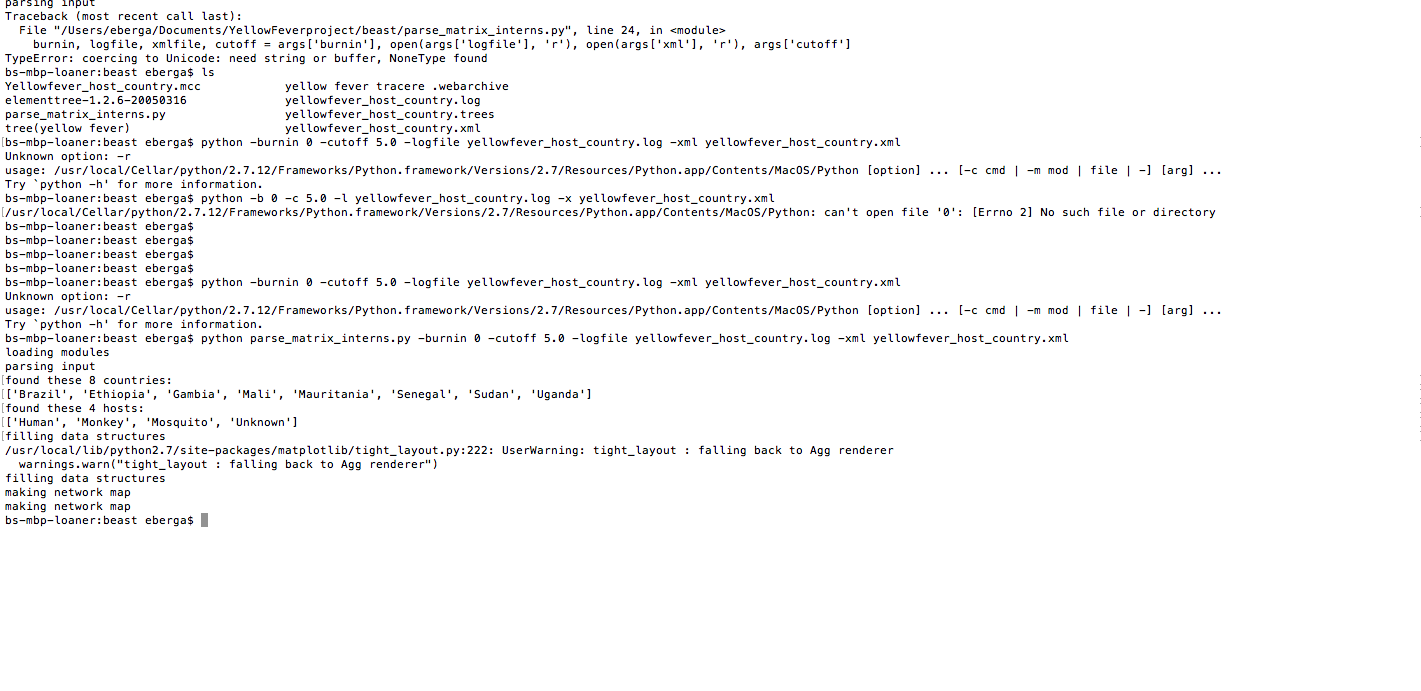 parsing input
Traceback (most recent call last):
  File "/Users/eberga/Documents/YellowFeverproject/beast/parse_matrix_interns.py", line 24, in <module>
    burnin, logfile, xmlfile, cutoff = args['burnin'], open(args['logfile'], 'r'), open(args['xml'], 'r'), args['cutoff']
TypeError: coercing to Unicode: need string or buffer, NoneType found
bs-mbp-loaner:beast eberga$ ls
Yellowfever_host_country.mcc            yellow fever tracere .webarchive
elementtree-1.2.6-20050316              yellowfever_host_country.log
parse_matrix_interns.py                 yellowfever_host_country.trees
tree(yellow fever)                      yellowfever_host_country.xml
[bs-mbp-loaner:beast eberga$ python -burnin 0 -cutoff 5.0 -logfile yellowfever_host_country.log -xml yellowfever_host_country.xml
Unknown option: -r
usage: /usr/local/Cellar/python/2.7.12/Frameworks/Python.framework/Versions/2.7/Resources/Python.app/Contents/MacOS/Python [option] ... [-c cmd | -m mod | file | -] [arg] ...
Try `python -h' for more information.
bs-mbp-loaner:beast eberga$ python -b 0 -c 5.0 -l yellowfever_host_country.log -x yellowfever_host_country.xml
[/usr/local/Cellar/python/2.7.12/Frameworks/Python.framework/Versions/2.7/Resources/Python.app/Contents/MacOS/Python: can't open file '0': [Errno 2] No such file or directory
bs-mbp-loaner:beast eberga$
bs-mbp-loaner:beast eberga$
bs-mbp-loaner:beast eberga$
bs-mbp-loaner:beast eberga$
bs-mbp-loaner:beast eberga$ python -burnin 0 -cutoff 5.0 -logfile yellowfever_host_country.log -xml yellowfever_host_country.xml
Unknown option: -r
usage: /usr/local/Cellar/python/2.7.12/Frameworks/Python.framework/Versions/2.7/Resources/Python.app/Contents/MacOS/Python [option] ... [-c cmd | -m mod | file | -] [arg] ...
Try `python -h' for more information.
bs-mbp-loaner:beast eberga$ python parse_matrix_interns.py -burnin 0 -cutoff 5.0 -logfile yellowfever_host_country.log -xml yellowfever_host_country.xml
loading modules
parsing input
[found these 8 countries:
[['Brazil', 'Ethiopia', 'Gambia', 'Mali', 'Mauritania', 'Senegal', 'Sudan', 'Uganda']
[found these 4 hosts:
[['Human', 'Monkey', 'Mosquito', 'Unknown']
[filling data structures
/usr/local/lib/python2.7/site-packages/matplotlib/tight_layout.py:222: UserWarning: tight_layout : falling back to Agg renderer
  warnings.warn("tight_layout : falling back to Agg renderer")
filling data structures
making network map
making network map
bs-mbp-loaner:beast eberga$